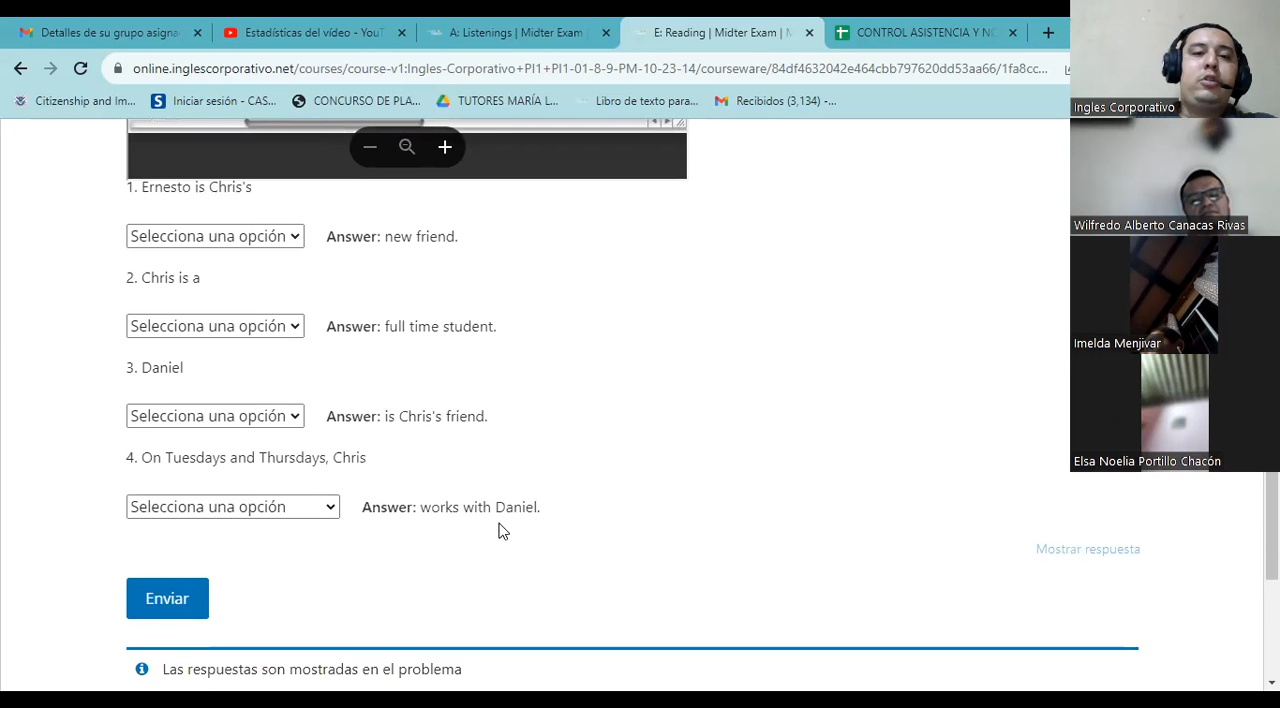 Detalles de su grupo asigna
Estadísticas del vídeo - YouT
A: Listenings | Midter Exam |
E: Reading | Midter Exam |
CONTROL ASISTENCIA Y NO
online.inglescorporativo.net/courses/course-v1:Ingles-Corporativo+PI1+PI1-01-8-9-PM-10-23-14/courseware/84df4632042e464cbb797620dd53aa66/1fa8cc...
Citizenship and Im...
Iniciar sesión - CAS...
CONCURSO DE PLA...
TUTORES MARÍA L...
Libro de texto para...
Recibidos (3,134) -...
Ingles Corporativo
Wilfredo Alberto Canacas Rivas
Imelda Menjivar
Elsa Noelia Portillo Chacón
1. Ernesto is Chris's
Selecciona una opción Answer: new friend.
2. Chris is a
Selecciona una opción Answer: full time student.
3. Daniel
Selecciona una opción Answer: is Chris's friend.
4. On Tuesdays and Thursdays, Chris
Selecciona una opción Answer: works with Daniel.
Mostrar respuesta
Enviar
Las respuestas son mostradas en el problema